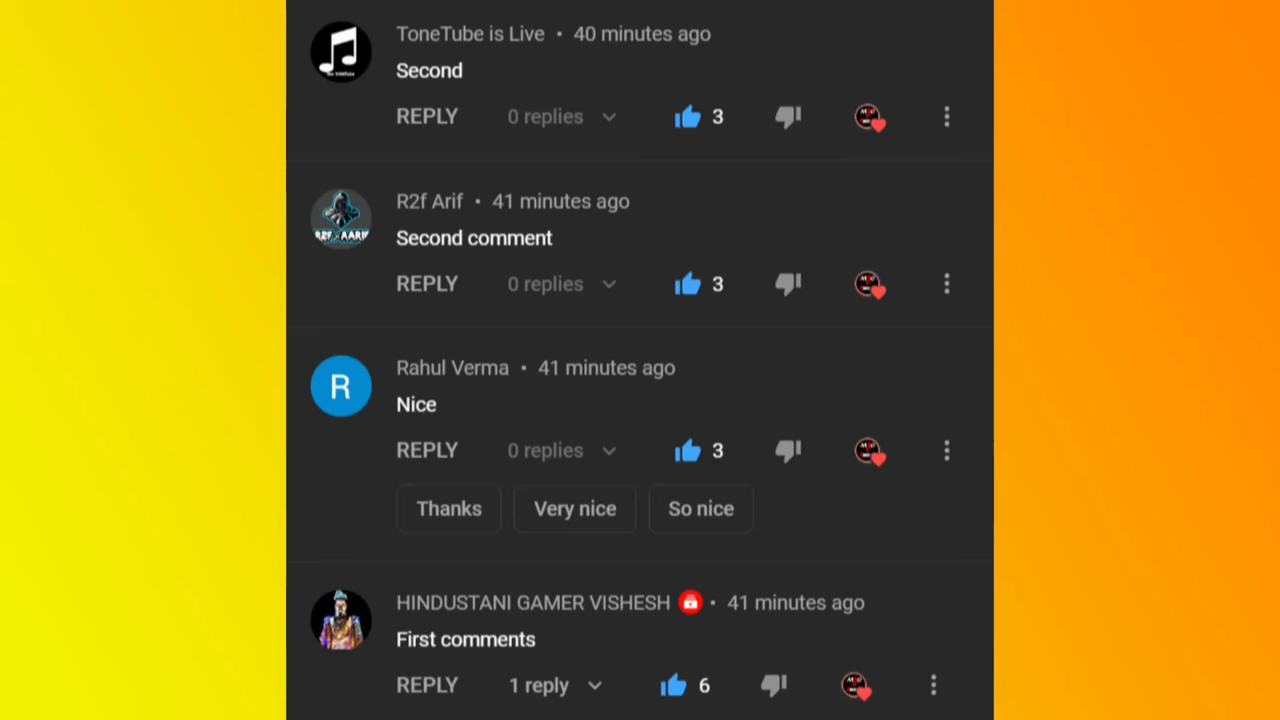 ToneTube is Live • 40 minutes ago
Second
REPLY 0 replies 3
R2f Arif • 41 minutes ago
Second comment
REPLY 0 replies 3
Rahul Verma • 41 minutes ago
R
Nice
REPLY 0 replies 3
Thanks Very nice So nice
HINDUSTANI GAMER VISHESH • 41 minutes ago
First comments
REPLY 1 reply 6